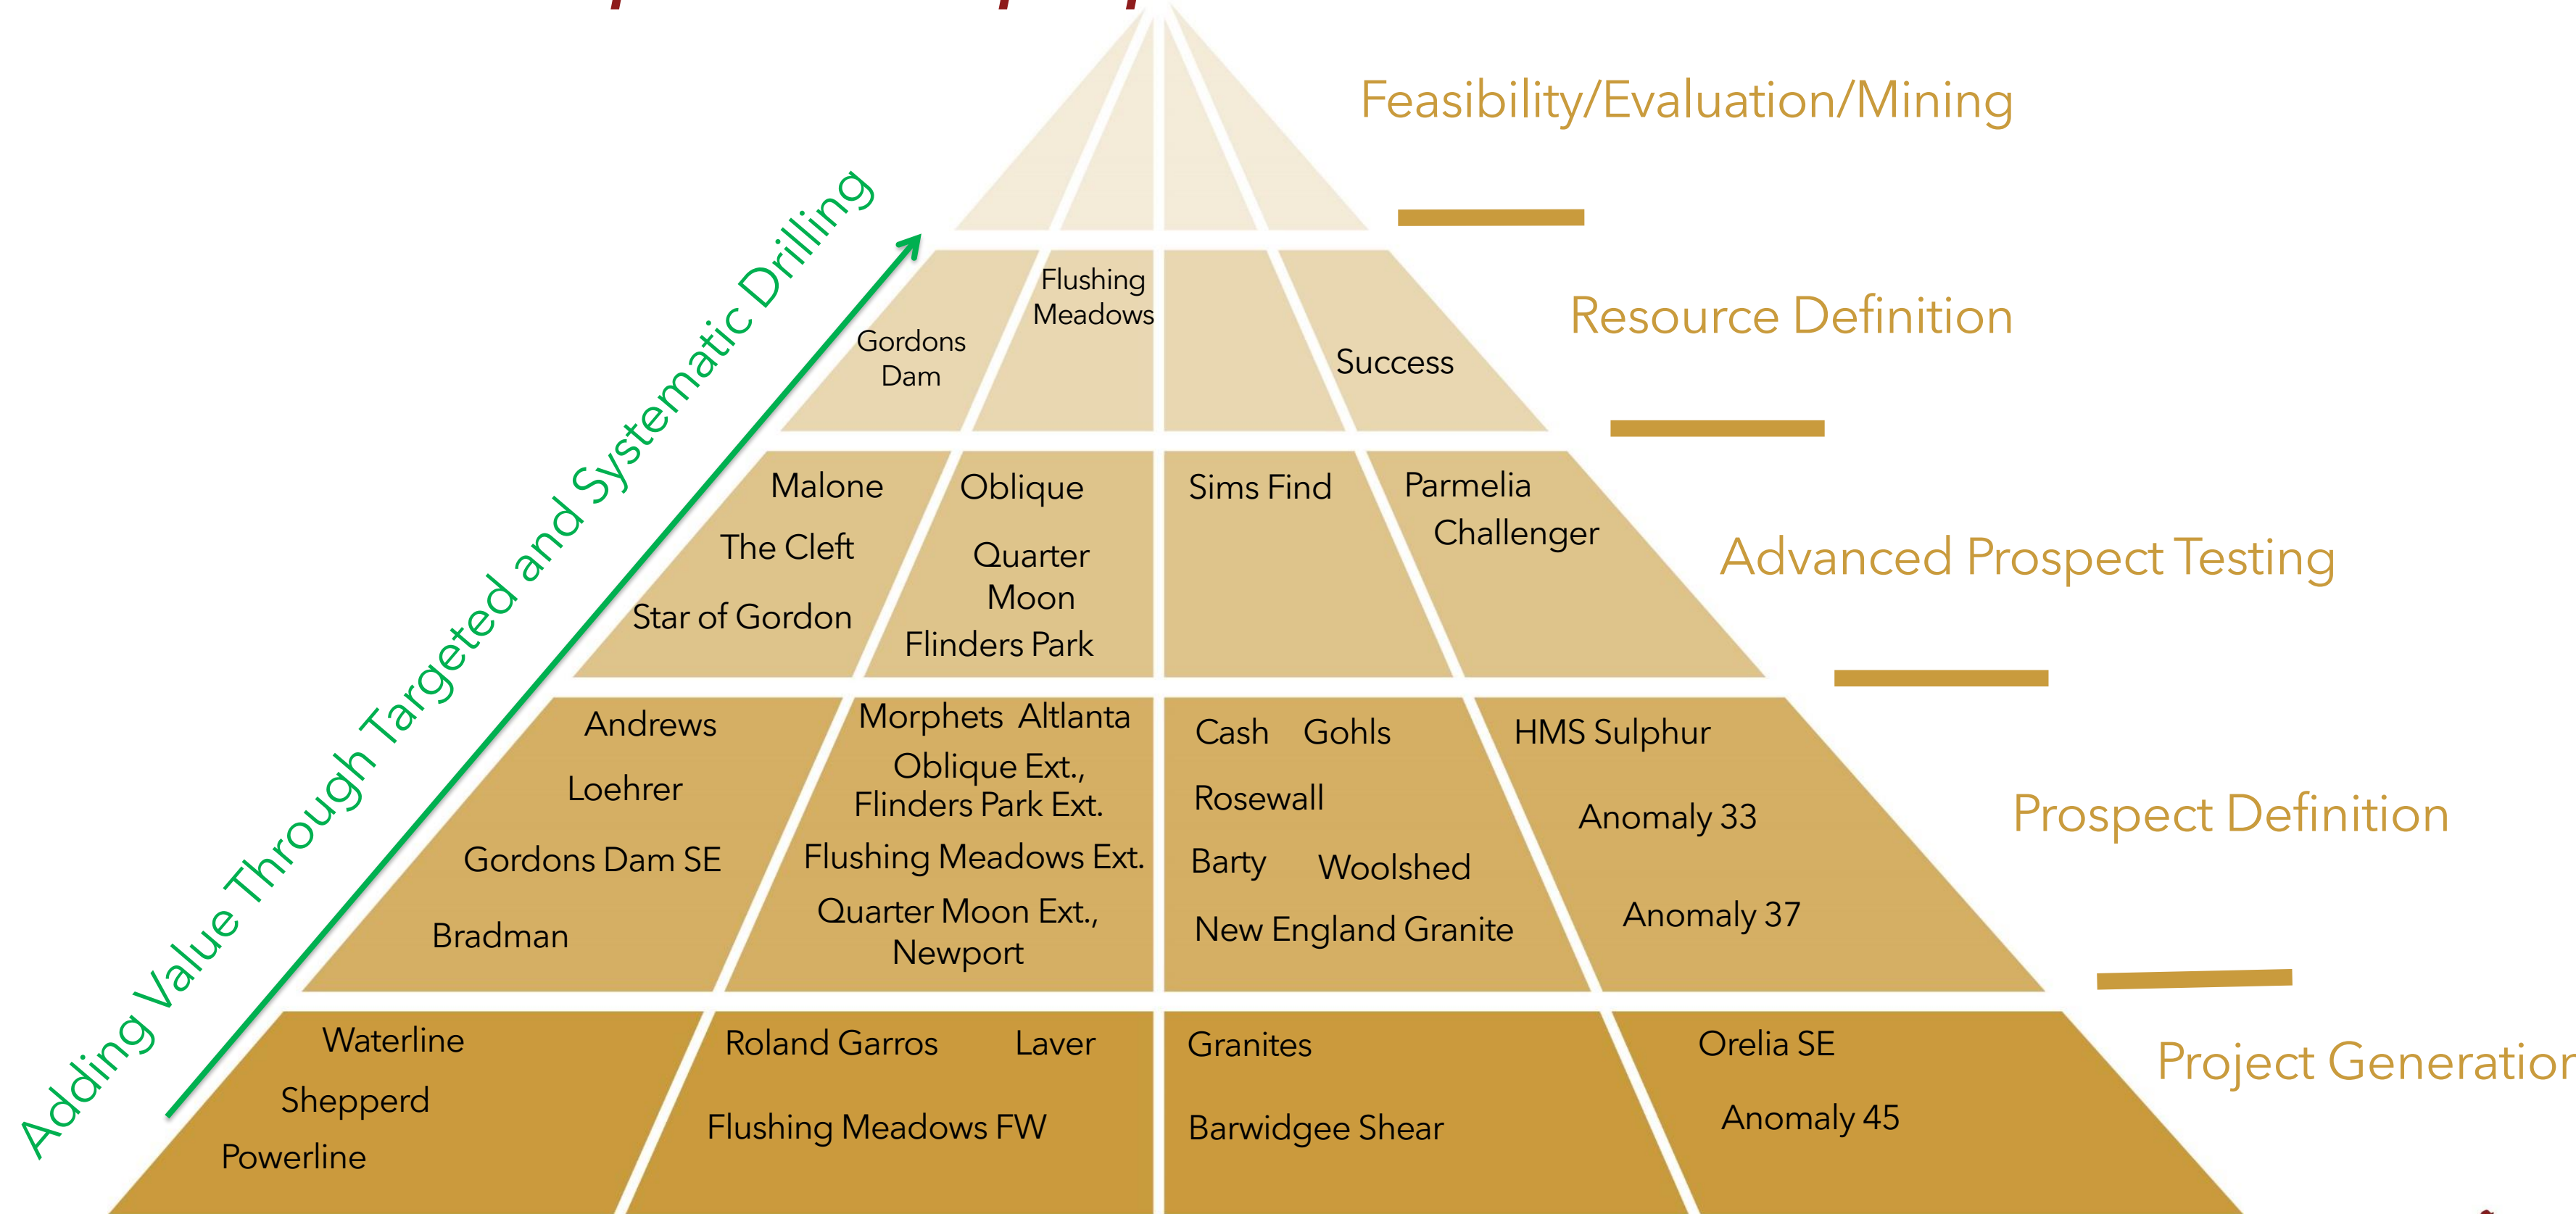 Feasibility/Evaluation/Mining
Adding Value Through Targeted and Systematic Drilling
Flushing
Meadows
Gordons
Dam
Success
Resource Definition
Malone
Oblique
Sims Find
Parmelia
Challenger
The Cleft
Quarter
Moon
Star of Gordon
Flinders Park
Advanced Prospect Testing
Andrews
Morphets Altlanta
Cash Gohls
HMS Sulphur
Loehrer
Oblique Ext.,
Flinders Park Ext.
Rosewall
Anomaly 33
Prospect Definition
Gordons Dam SE
Flushing Meadows Ext.
Barty Woolshed
Bradman
Quarter Moon Ext.,
Newport
New England Granite
Anomaly 37
Waterline
Roland Garros Laver
Granites
Orelia SE
Project Generation
Shepperd
Powerline
Flushing Meadows FW
Barwidgee Shear
Anomaly 45